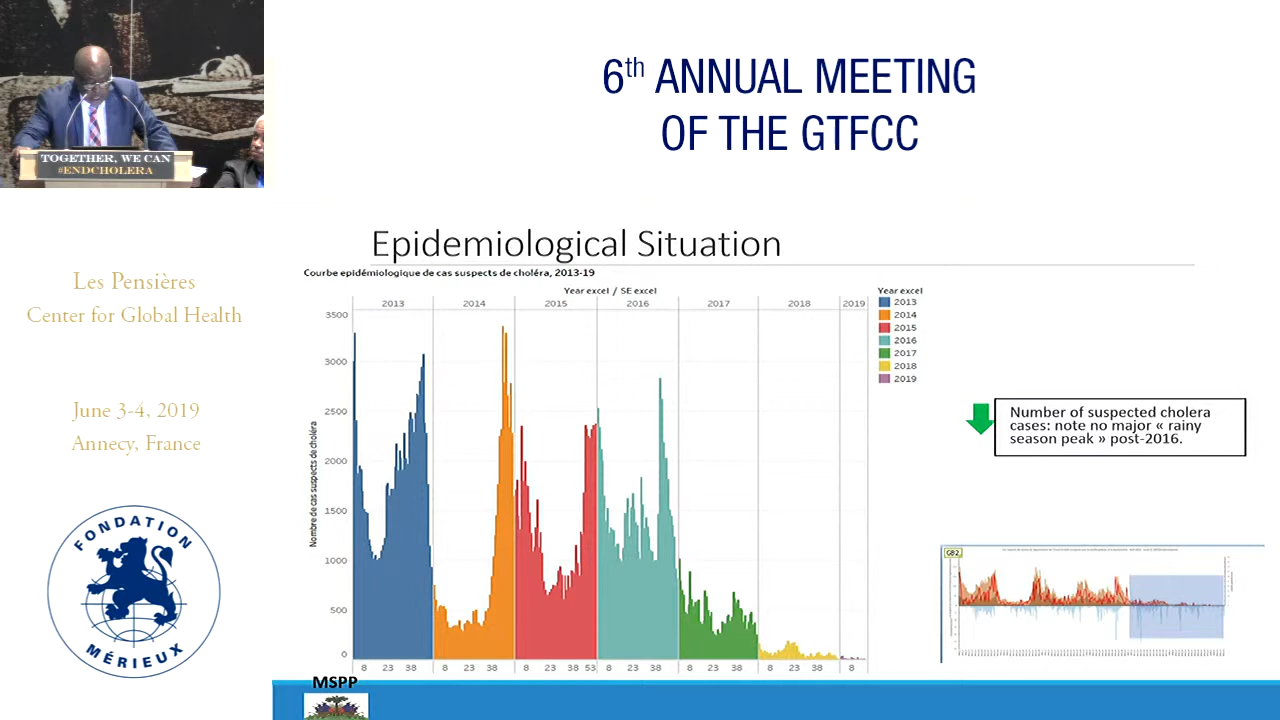 6th ANNUAL MEETING
OF THE GTFCC
TOGETHER, WE CAN
#ENDCHOLERA
Les Pensières
Center for Global Health
June 3-4, 2019
Annecy, France
FONDATION
MÉRIEUX
Epidemiological Situation
Courbe epidémiologique de cas suspects de choléra, 2013-19
Year excel / SE excel
2013 2014 2015 2016 2017 2018 2019
Nombre de cas suspects de choléra
3500
3000
2500
2000
1500
1000
500
0
8 23 38 8 23 38 8 23 38 53 8 23 38 8 23 38 8 23 38 8
Year excel
2013
2014
2015
2016
2017
2018
2019
Number of suspected cholera
cases: note no major « rainy
season peak » post-2016.
MSPP